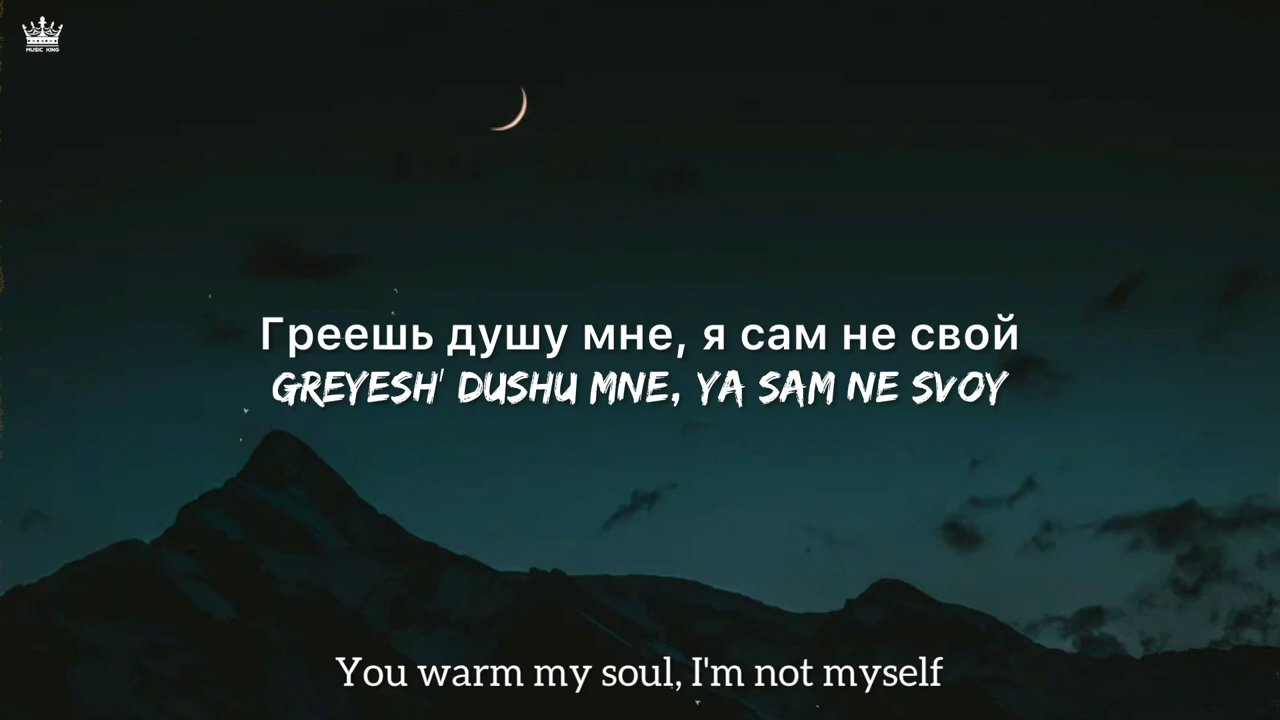 MUSIC KING
Греешь душу мне, я сам не свой
GREYESH' DUSHU MNE, YA SAM NE SVOY
You warm my soul, I'm not myself